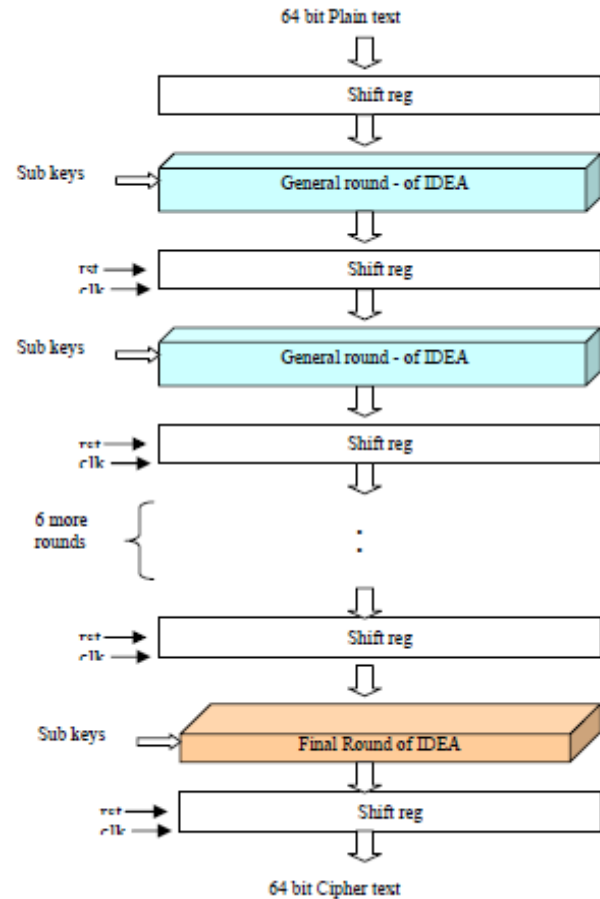 64 bit Plain text
Shift reg
Sub keys
General round - of IDEA
rst
Shift reg
clk
Sub keys
General round - of IDEA
rst
Shift reg
clk
6 more
rounds
:
rst
Shift reg
clk
Sub keys
Final Round of IDEA
rst
Shift reg
clk
64 bit Cipher text